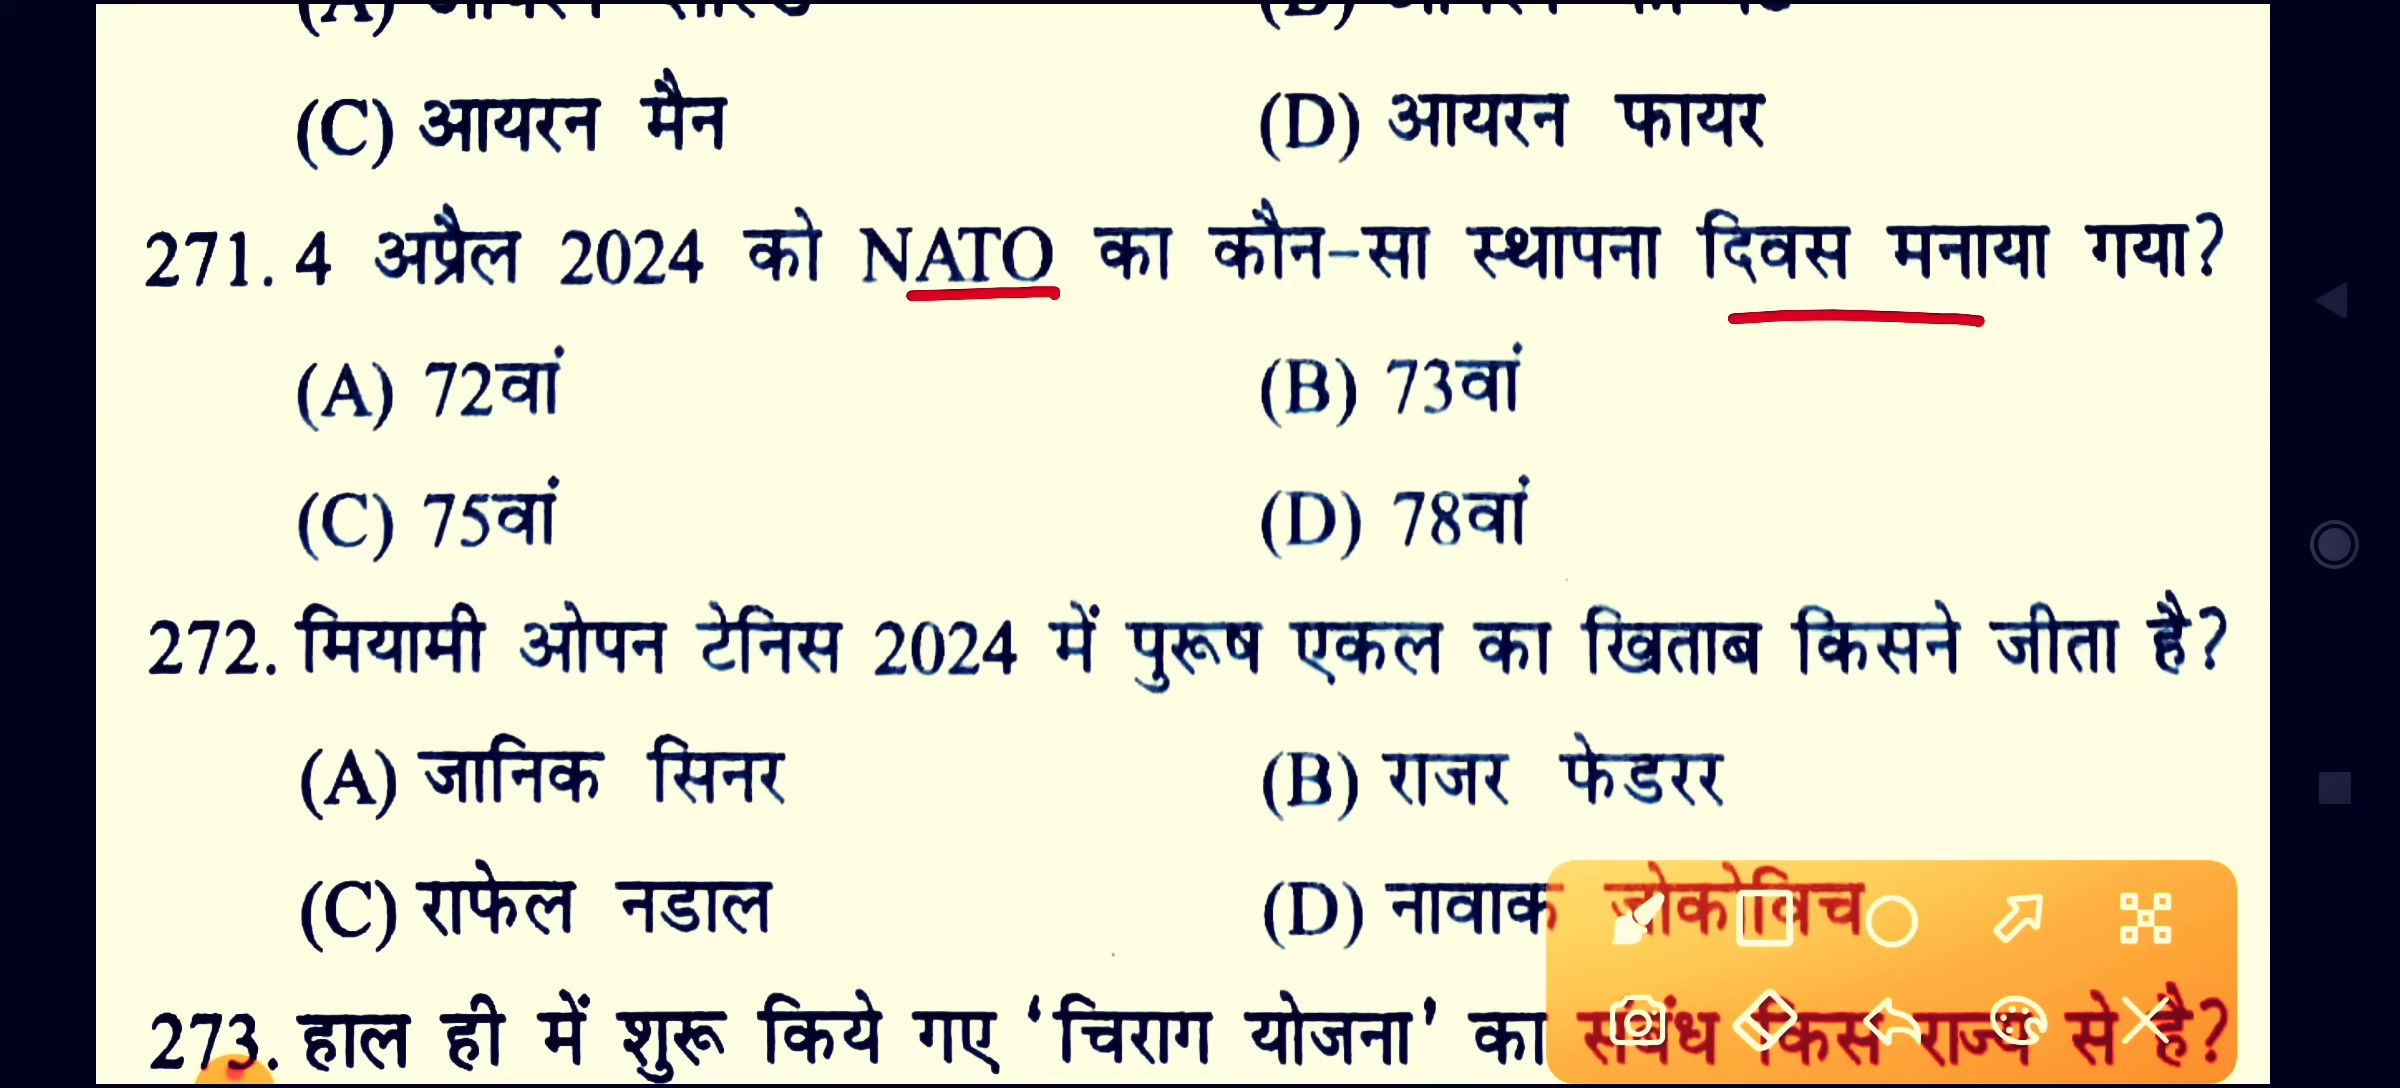 (C) आयरन मैन (D) आयरन फायर
271. 4 अप्रैल 2024 को NATO का कौन-सा स्थापना दिवस मनाया गया?
(A) 72वां (B) 73वां
(C) 75वां (D) 78वां
272. मियामी ओपन टेनिस 2024 में पुरूष एकल का खिताब किसने जीता है?
(A) जानिक सिनर (B) राजर फेडरर
(C) राफेल नडाल (D) नावाक जोकोविच
273. हाल ही में शुरू किये गए ‘चिराग योजना’ का संबंध किस राज्य से है?